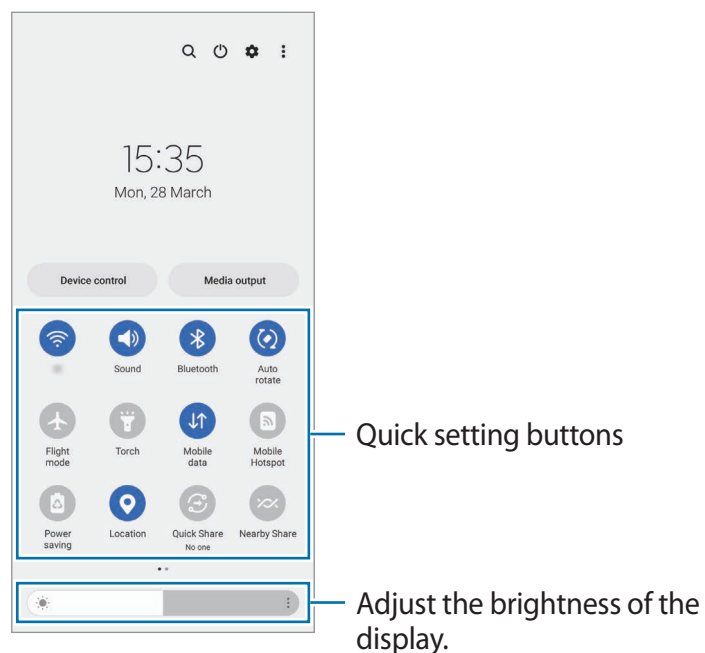 15:35
Mon, 28 March
Device control
Media output
Sound
Bluetooth
Auto
rotate
Flight
mode
Torch
Mobile
data
Mobile
Hotspot
Power
saving
Location
Quick Share
No one
Nearby Share
Quick setting buttons
Adjust the brightness of the
display.